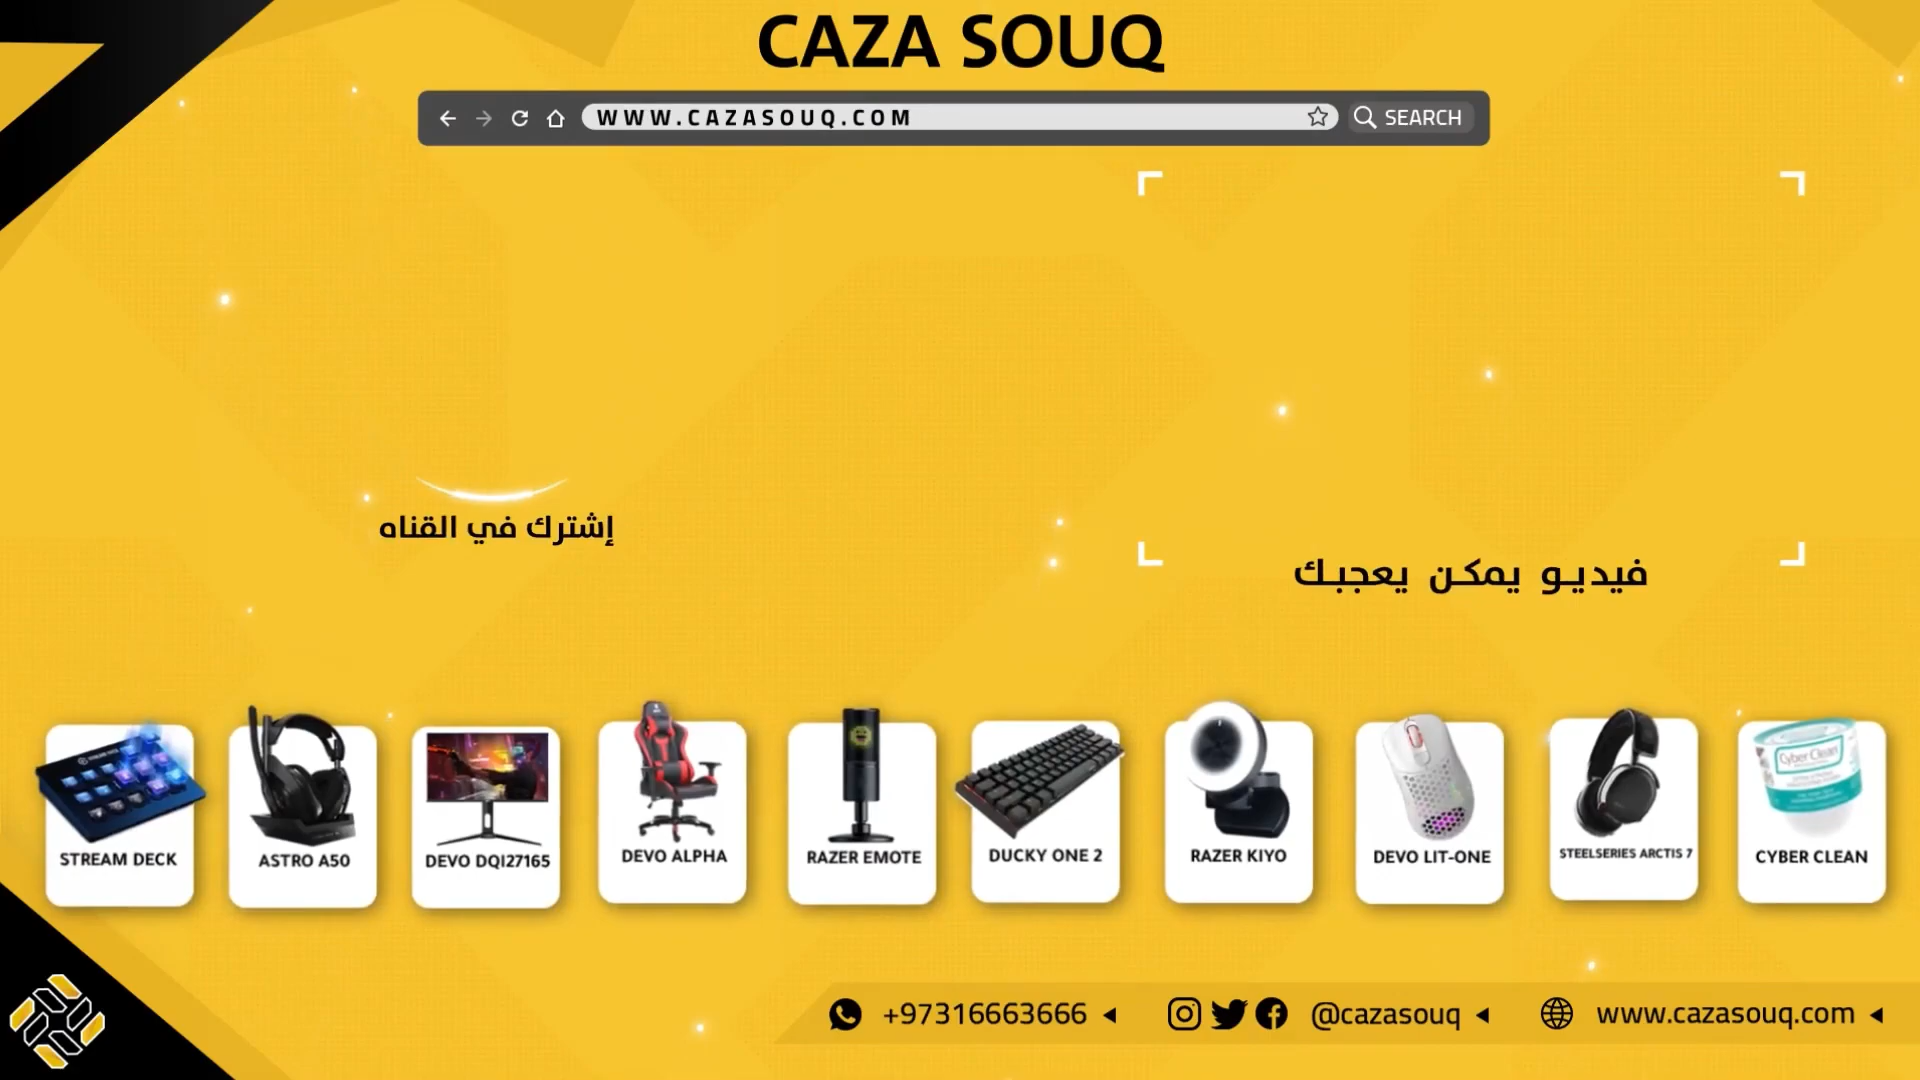 CAZA SOUQ
WWW.CAZASOUQ.COM
SEARCH
إشترك في القناه
فيديو يمكن يعجبك
STREAM DECK
ASTRO A50
DEVO DQI27165
DEVO ALPHA
RAZER EMOTE
DUCKY ONE 2
RAZER KIYO
DEVO LIT-ONE
STEELSERIES ARCTIS 7
Cyber Clean
CYBER CLEAN
+97316663666
@cazasouq
www.cazasouq.com